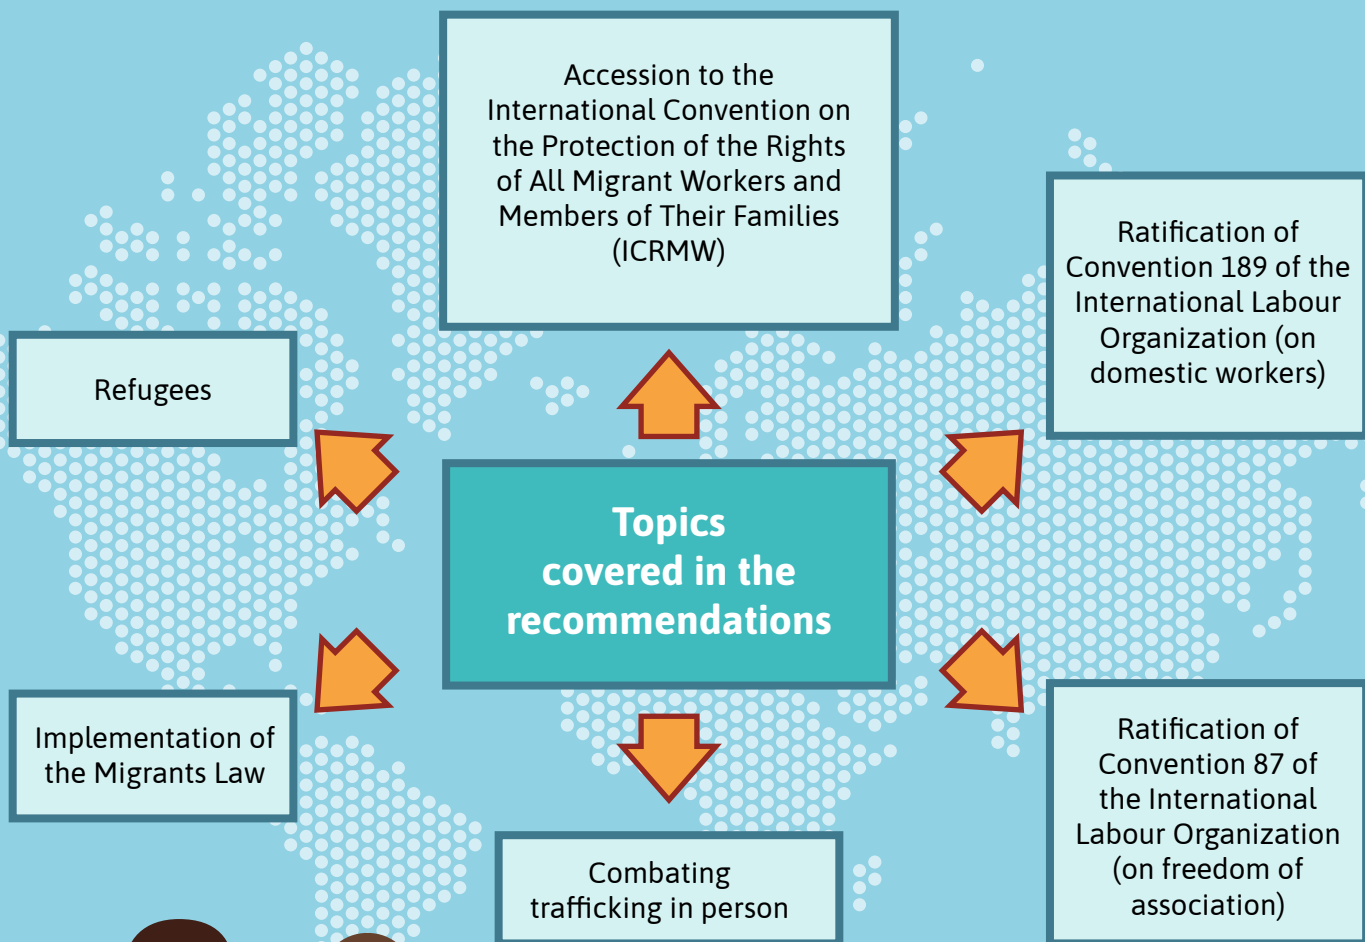 Accession to the
International Convention on
the Protection of the Rights
of All Migrant Workers and
Members of Their Families
(ICRMW)
Ratification of
Convention 189 of the
International Labour
Organization (on
domestic workers)
Refugees
Topics
covered in the
recommendations
Implementation of
the Migrants Law
Ratification of
Convention 87 of
the International
Labour Organization
(on freedom of
association)
Combating
trafficking in person